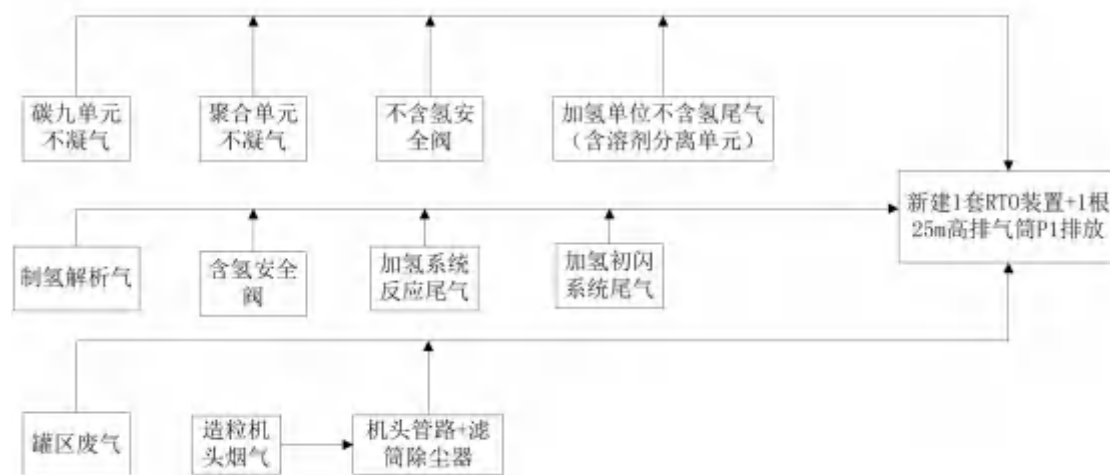 碳九单元
不凝气
聚合单元
不凝气
不含氢安
全阀
加氢单位不含氢尾气
（含溶剂分离单元）
新建1套RTO装置+1根
25m高排气筒P1排放
制氢解析气
含氢安全
阀
加氢系统
反应尾气
加氢初闪
系统尾气
罐区废气
造粒机
头烟气
机头管路+滤
筒除尘器